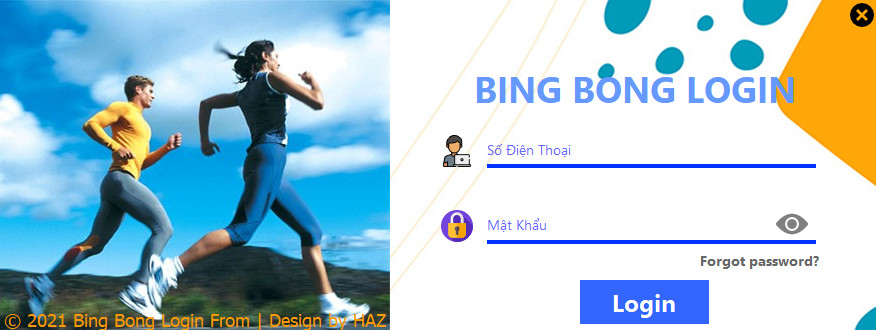 BING BONG LOGIN
Số Điện Thoại
Mật Khẩu
Forgot password?
Login
© 2021 Bing Bong Login From | Design by HAZ